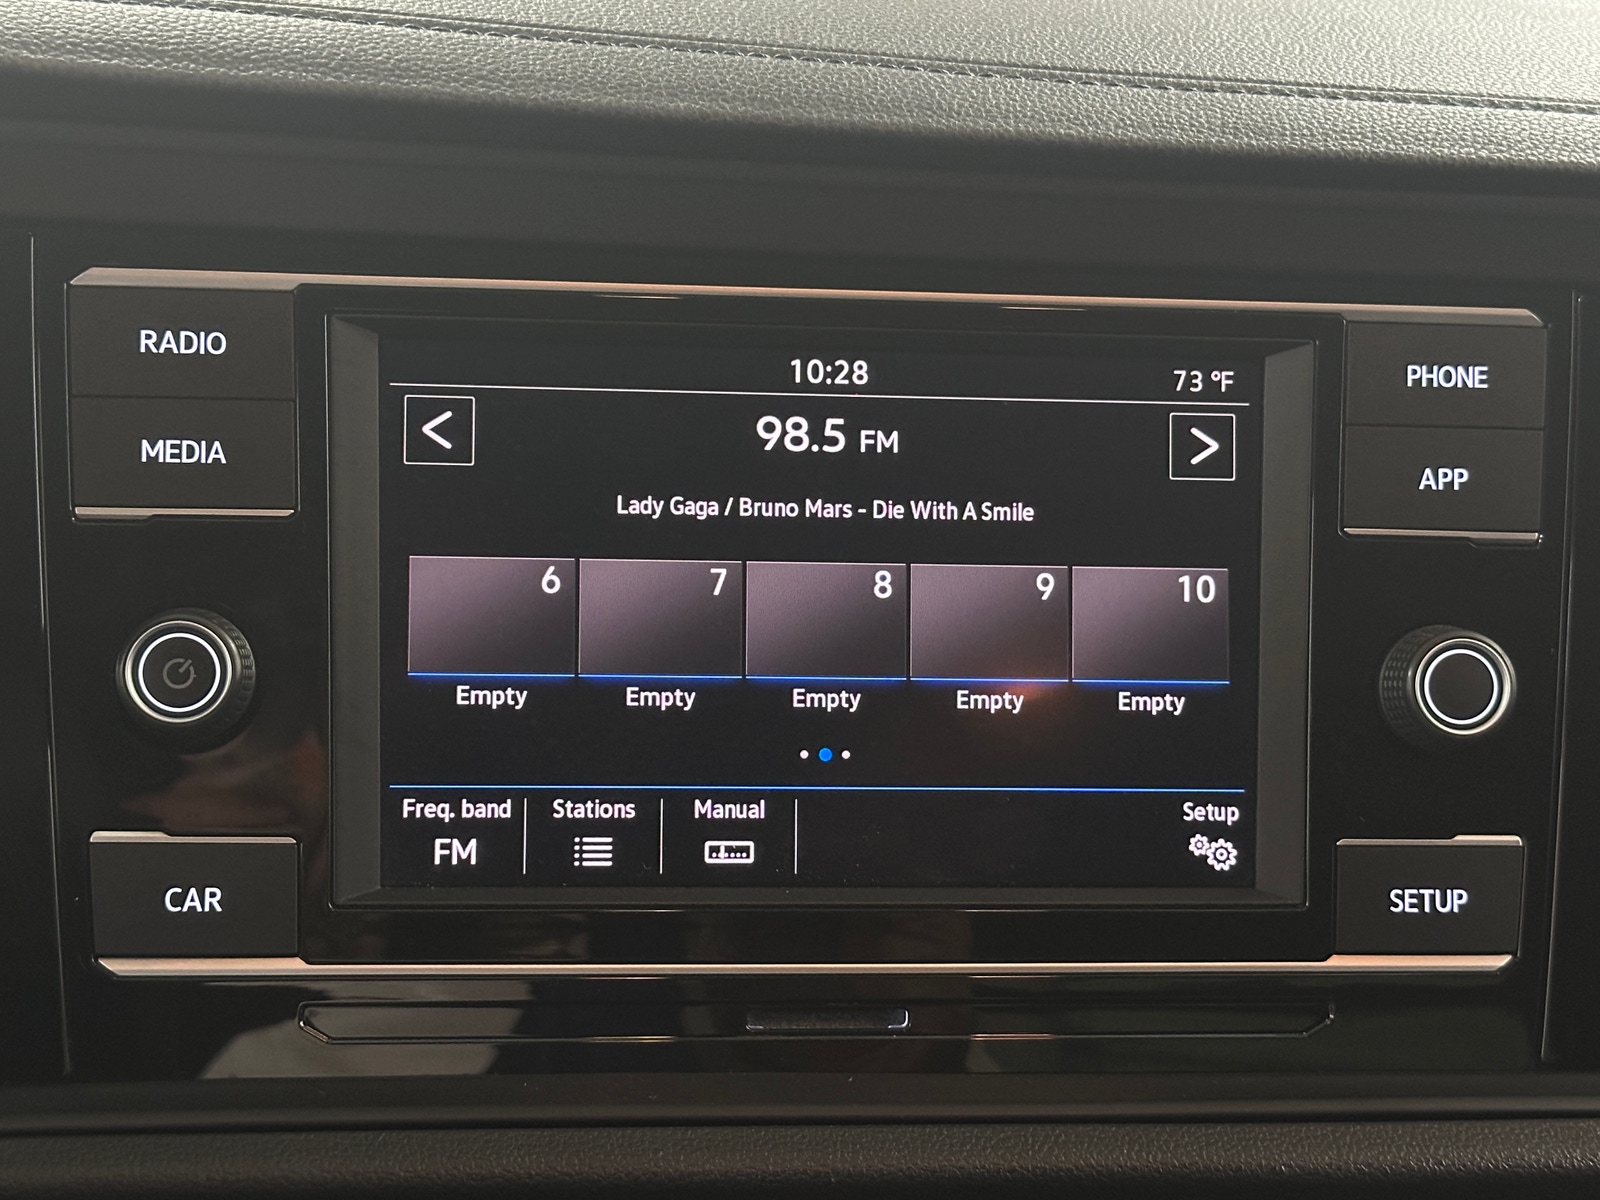 RADIO
MEDIA
CAR
10:28
73 °F
<
98.5 FM
>
Lady Gaga / Bruno Mars - Die With A Smile
6 7 8 9 10
Empty Empty Empty Empty Empty
Freq. band Stations Manual Setup
FM
PHONE
APP
SETUP